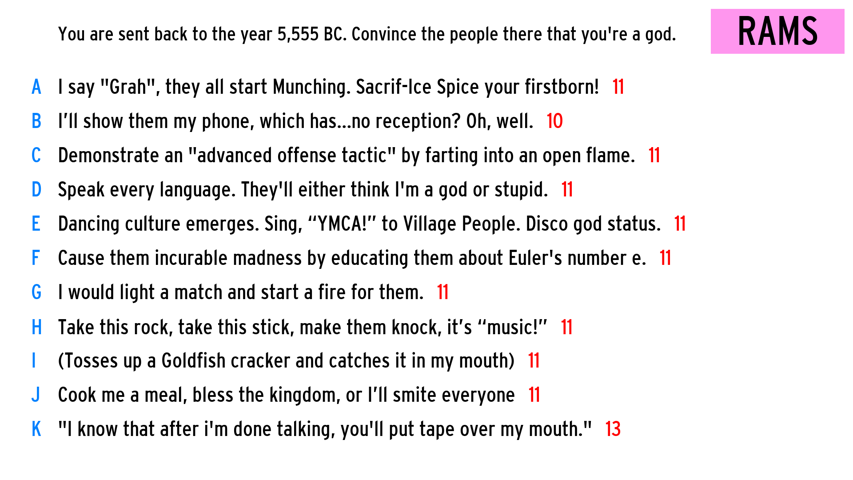 You are sent back to the year 5,555 BC. Convince the people there that you're a god.
RAMS
A I say "Grah", they all start Munching. Sacrif-Ice Spice your firstborn! 11
B I’ll show them my phone, which has...no reception? Oh, well. 10
C Demonstrate an "advanced offense tactic" by farting into an open flame. 11
D Speak every language. They'll either think I'm a god or stupid. 11
E Dancing culture emerges. Sing, “YMCA!” to Village People. Disco god status. 11
F Cause them incurable madness by educating them about Euler's number e. 11
G I would light a match and start a fire for them. 11
H Take this rock, take this stick, make them knock, it’s “music!” 11
I (Tosses up a Goldfish cracker and catches it in my mouth) 11
J Cook me a meal, bless the kingdom, or I’ll smite everyone 11
K "I know that after i'm done talking, you'll put tape over my mouth." 13